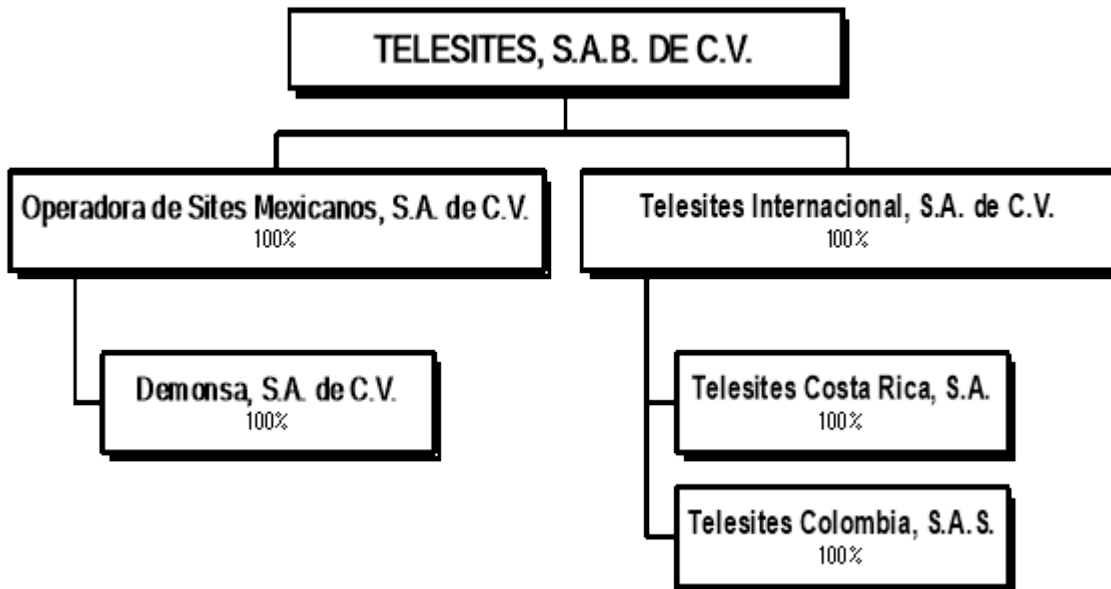 TELESITES, S.A.B. DE C.V.
Operadora de Sites Mexicanos, S.A. de C.V.
100%
Telesites Internacional, S.A. de C.V.
100%
Demonsa, S.A. de C.V.
100%
Telesites Costa Rica, S.A.
100%
Telesites Colombia, S.A.S.
100%